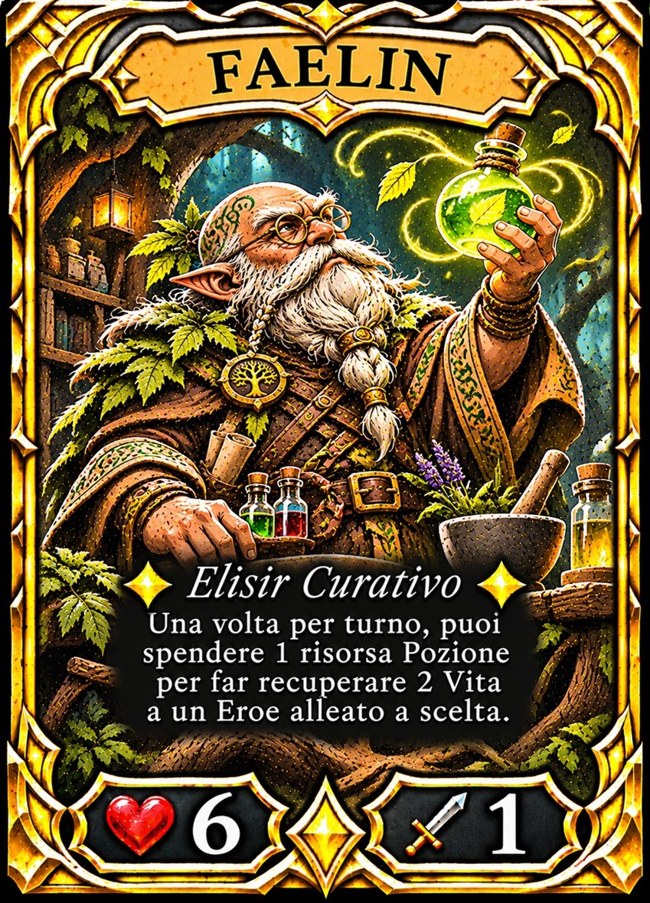 FAELIN
Elisir Curativo
Una volta per turno, puoi
spendere 1 risorsa Pozione
per far recuperare 2 Vita
a un Eroe alleato a scelta.
6 1